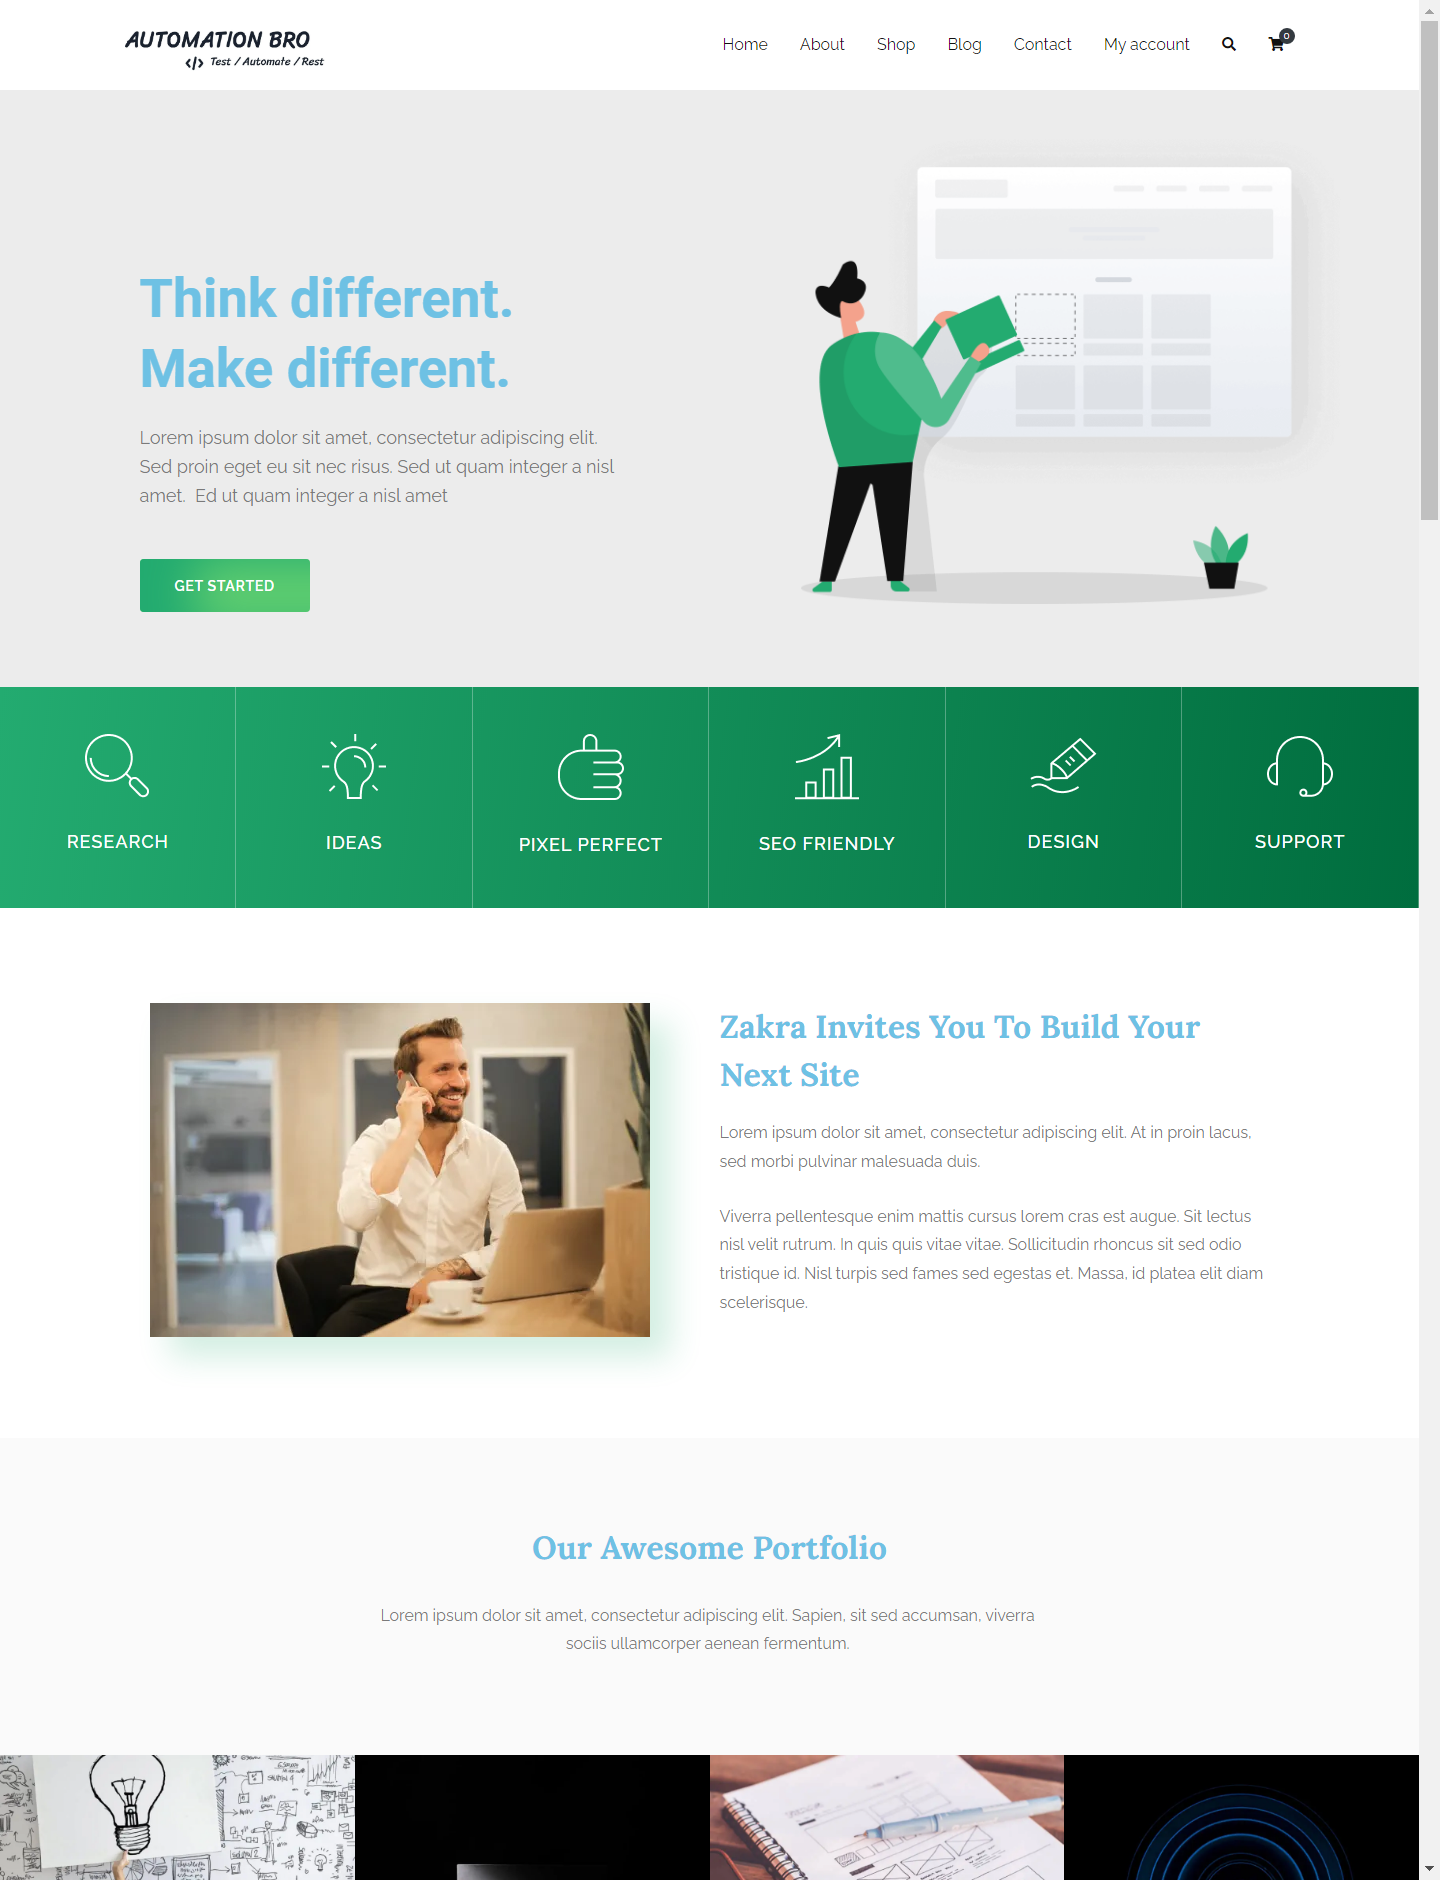 AUTOMATION BRO
</> Test / Automate / Rest
Home About Shop Blog Contact My account 0
Think different.
Make different.
Lorem ipsum dolor sit amet, consectetur adipiscing elit.
Sed proin eget eu sit nec risus. Sed ut quam integer a nisl
amet.  Ed ut quam integer a nisl amet
GET STARTED
RESEARCH
IDEAS
PIXEL PERFECT
SEO FRIENDLY
DESIGN
SUPPORT
Zakra Invites You To Build Your
Next Site
Lorem ipsum dolor sit amet, consectetur adipiscing elit. At in proin lacus,
sed morbi pulvinar malesuada duis.
Viverra pellentesque enim mattis cursus lorem cras est augue. Sit lectus
nisl velit rutrum. In quis quis vitae vitae. Sollicitudin rhoncus sit sed odio
tristique id. Nisl turpis sed fames sed egestas et. Massa, id platea elit diam
scelerisque.
Our Awesome Portfolio
Lorem ipsum dolor sit amet, consectetur adipiscing elit. Sapien, sit sed accumsan, viverra
sociis ullamcorper aenean fermentum.